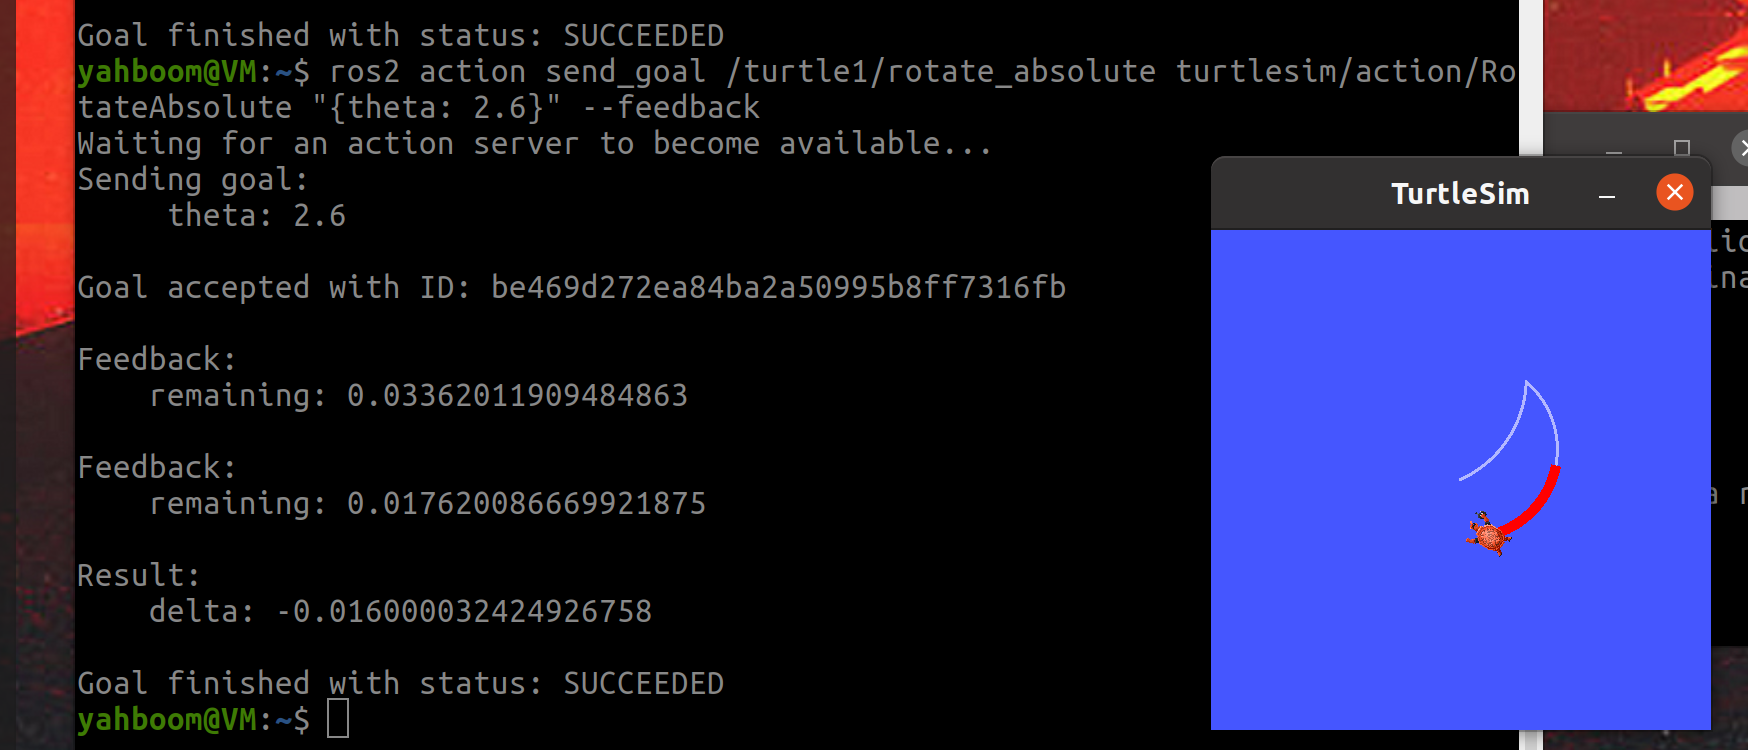 Goal finished with status: SUCCEEDED
yahboom@VM:~$ ros2 action send_goal /turtle1/rotate_absolute turtlesim/action/Ro
tateAbsolute "{theta: 2.6}" --feedback
Waiting for an action server to become available...
Sending goal:
     theta: 2.6
Goal accepted with ID: be469d272ea84ba2a50995b8ff7316fb
Feedback:
    remaining: 0.03362011909484863
Feedback:
    remaining: 0.017620086669921875
Result:
    delta: -0.016000032424926758
Goal finished with status: SUCCEEDED
yahboom@VM:~$
TurtleSim